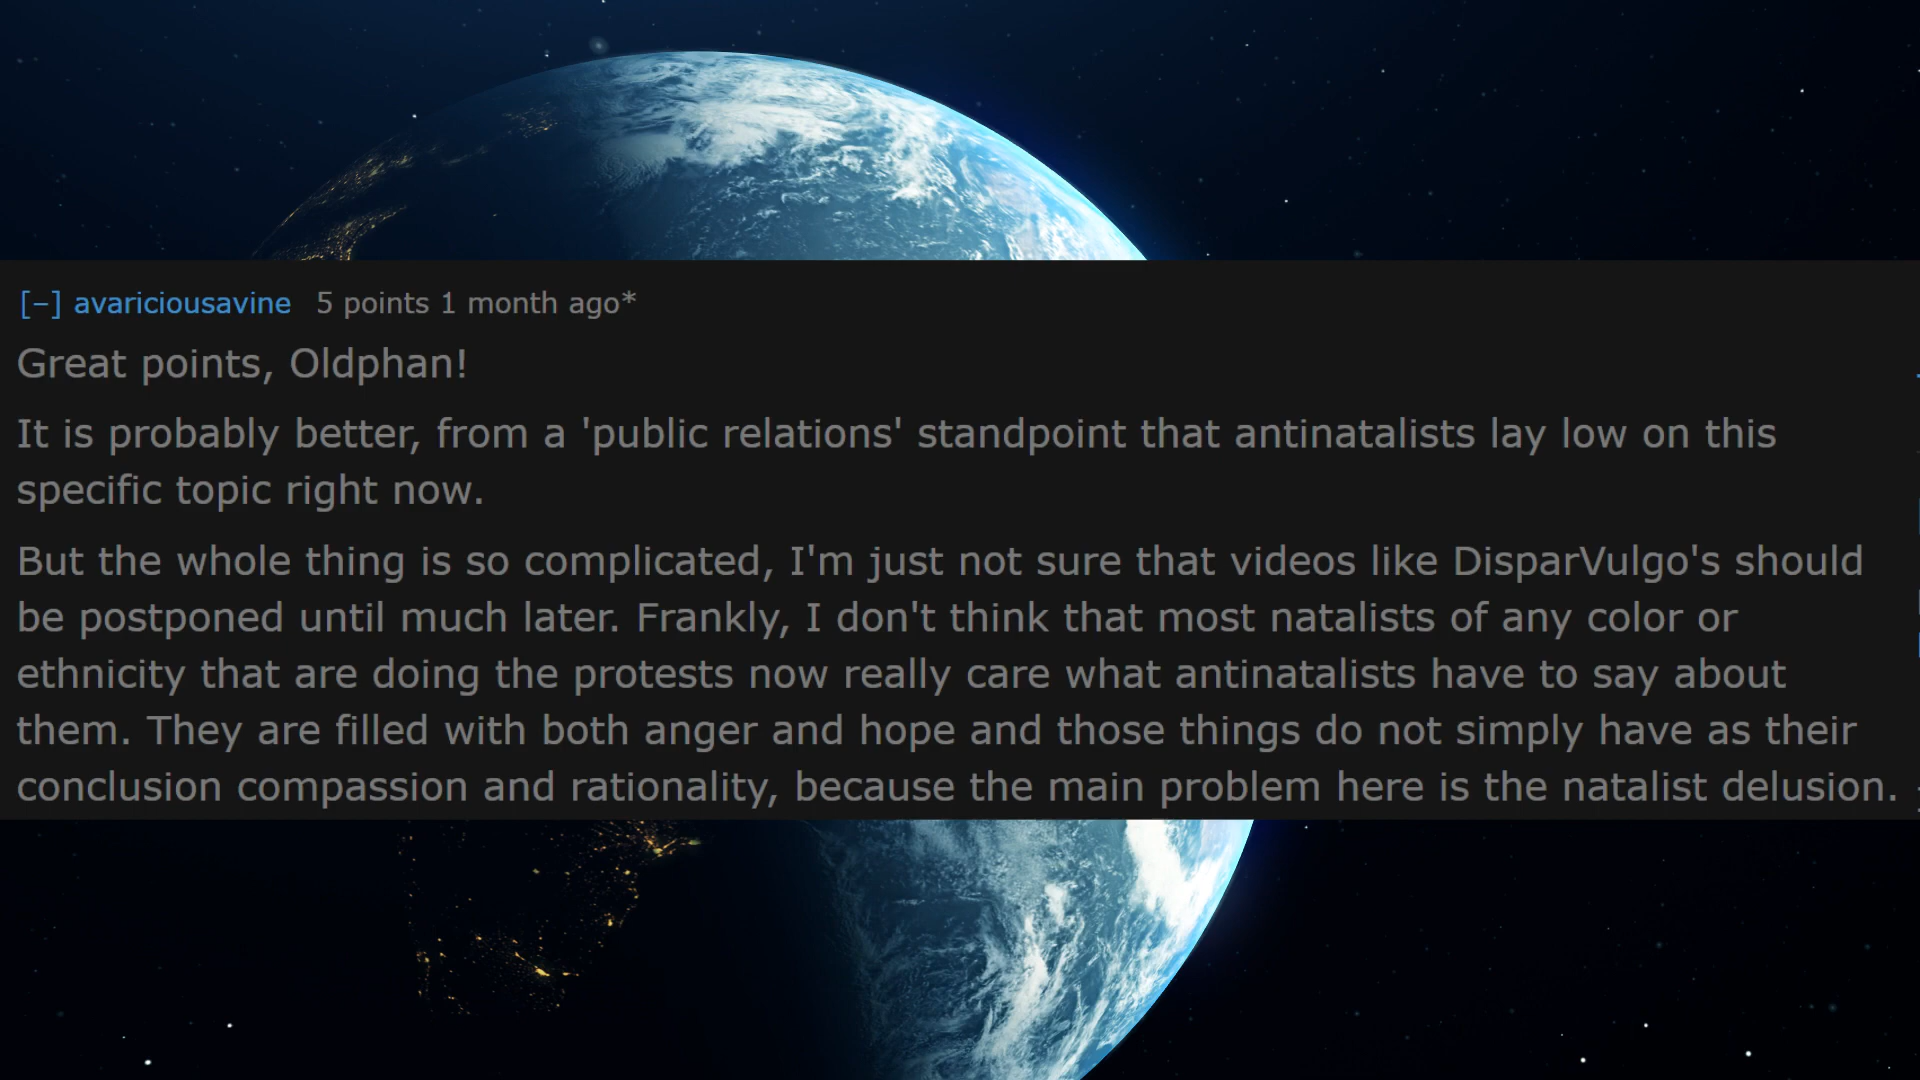 [−] avariciousavine 5 points 1 month ago*
Great points, Oldphan!
It is probably better, from a 'public relations' standpoint that antinatalists lay low on this
specific topic right now.
But the whole thing is so complicated, I'm just not sure that videos like DisparVulgo's should
be postponed until much later. Frankly, I don't think that most natalists of any color or
ethnicity that are doing the protests now really care what antinatalists have to say about
them. They are filled with both anger and hope and those things do not simply have as their
conclusion compassion and rationality, because the main problem here is the natalist delusion.